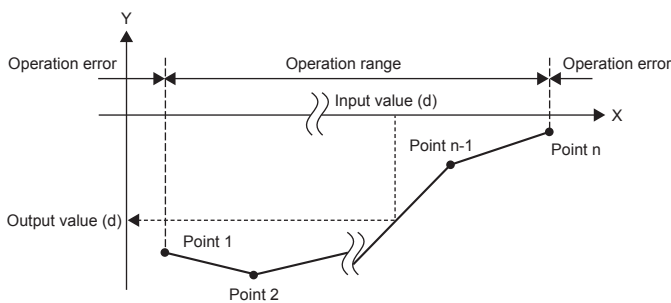 Y
Operation error
Operation range
Operation error
Input value (d)
X
Point n-1
Point n
Output value (d)
Point 1
Point 2